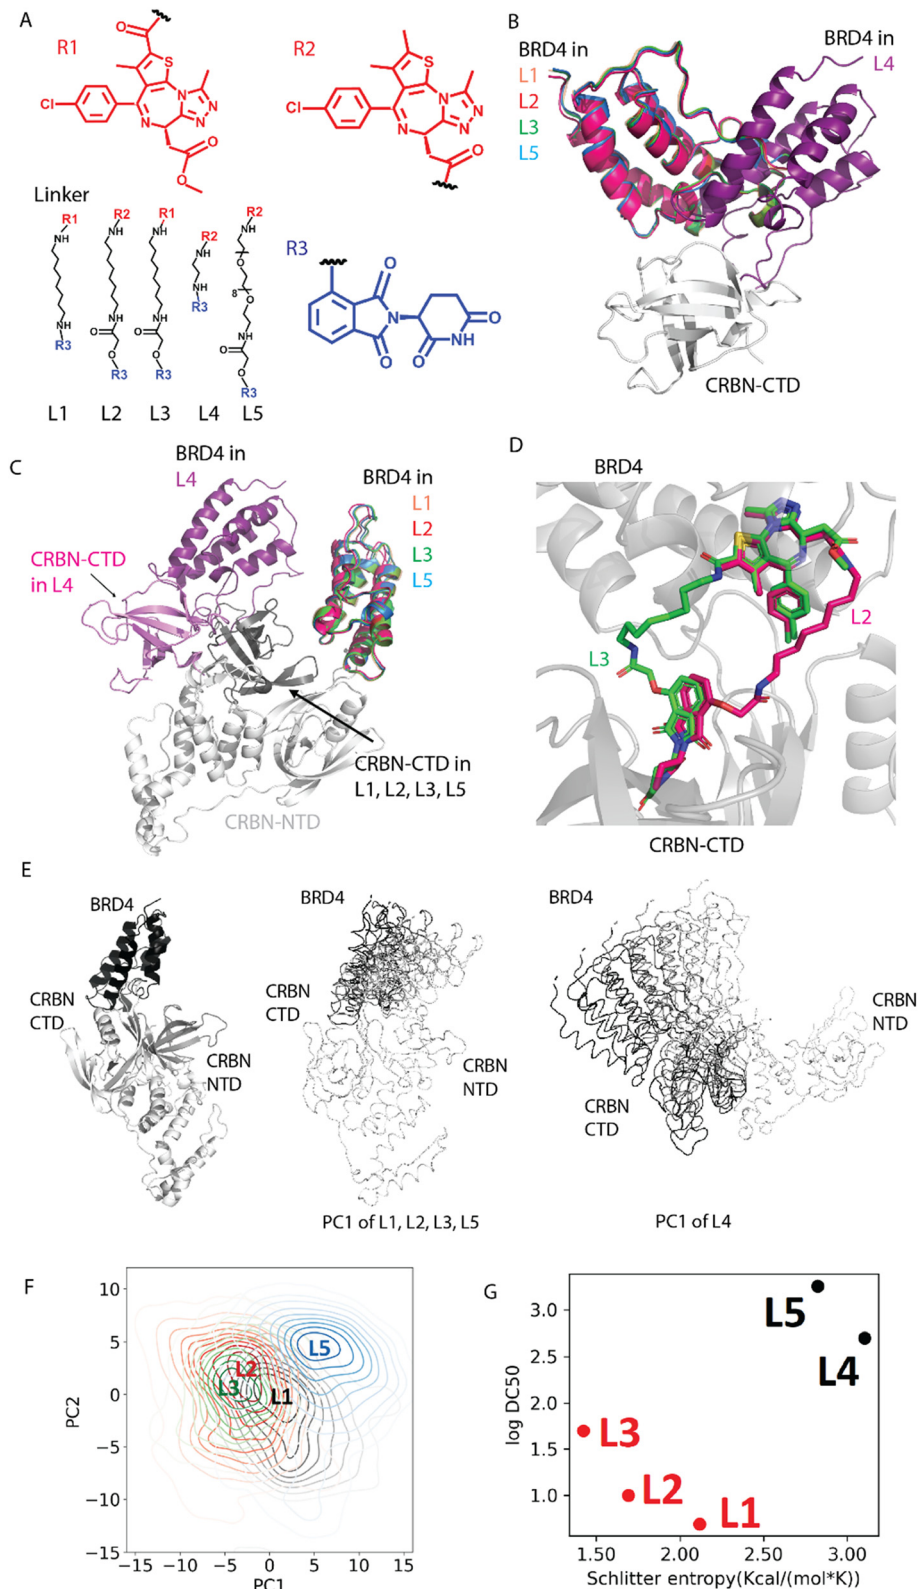 A
R1
O
S
N
N
N
N
Cl
O
O
R2
S
N
N
N
N
Cl
O
Linker
R1
NH
NH
R3
R2
NH
NH
O
O
R3
R1
NH
NH
O
O
R3
R2
NH
NH
R3
R2
NH
O
8
O
NH
O
O
R3
L1
L2
L3
L4
L5
R3
O
N
O
O
NH
O
B
BRD4 in
L1
L2
L3
L5
BRD4 in
L4
CRBN-CTD
C
BRD4 in
L4
BRD4 in
L1
L2
L3
L5
CRBN-CTD
in L4
CRBN-CTD in
L1, L2, L3, L5
CRBN-NTD
D
BRD4
L2
L3
CRBN-CTD
E
BRD4
CRBN
CTD
CRBN
NTD
BRD4
CRBN
CTD
CRBN
NTD
PC1 of L1, L2, L3, L5
BRD4
CRBN
NTD
CRBN
CTD
PC1 of L4
F
10
5
0
−5
−10
−15
PC2
L2
L3
L1
L5
−15
−10
−5
0
5
10
15
PC1
G
3.0
2.5
2.0
1.5
1.0
log DC50
L5
L4
L3
L2
L1
1.50
2.00
2.50
3.00
Schlitter entropy(Kcal/(mol*K))